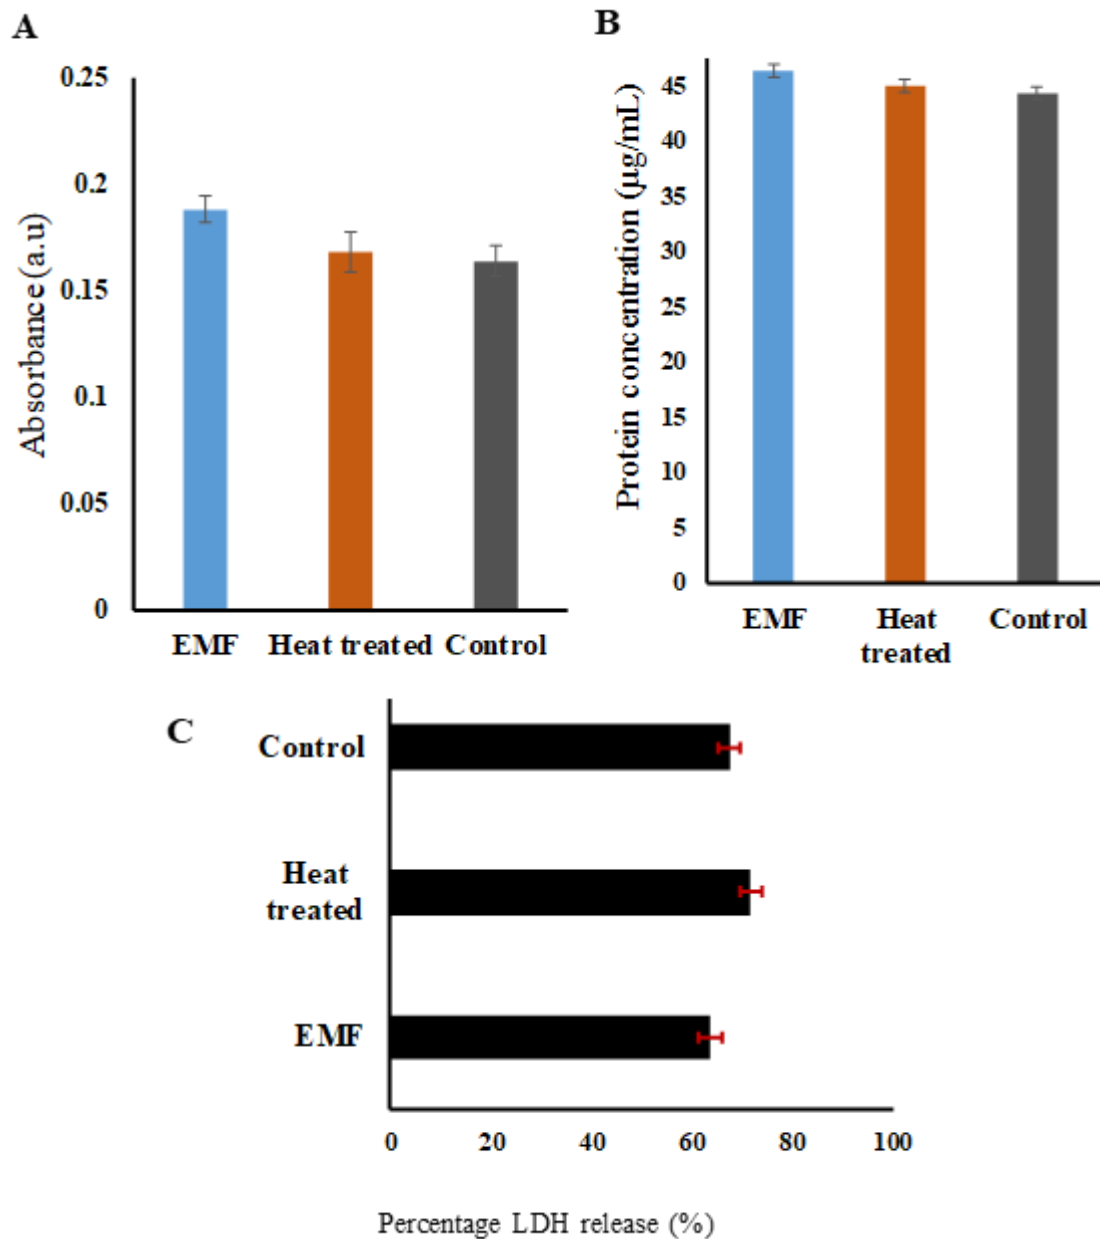 A
0.25
0.2
0.15
0.1
0.05
0
Absorbance (a.u)
EMF
Heat treated
Control
B
45
40
35
30
25
20
15
10
5
0
Protein concentration (µg/mL)
EMF
Heat
treated
Control
C
Control
Heat
treated
EMF
0
20
40
60
80
100
Percentage LDH release (%)